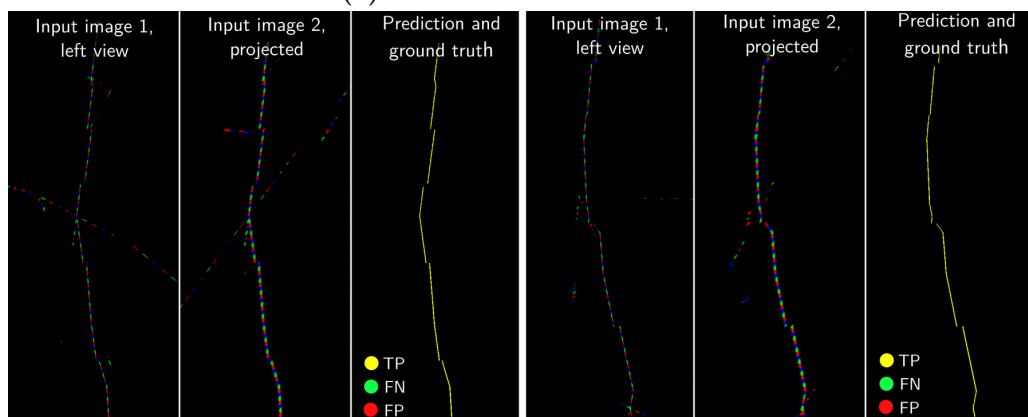 Input image 1,
left view
Input image 2,
projected
Prediction and
ground truth
TP
FN
FP
Input image 1,
left view
Input image 2,
projected
Prediction and
ground truth
TP
FN
FP